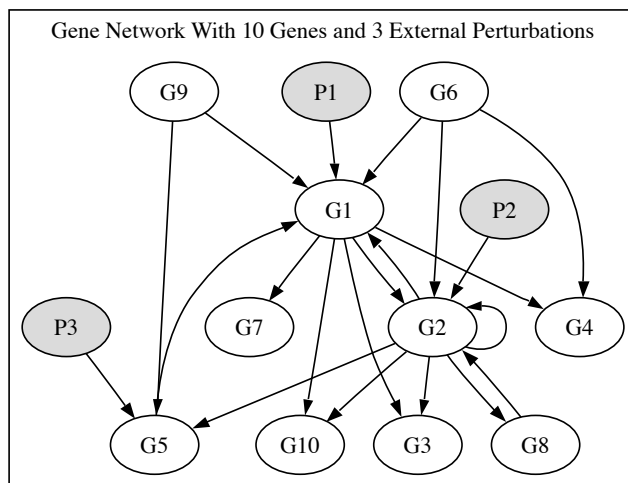 Gene Network With 10 Genes and 3 External Perturbations
G9
P1
G6
G1
P2
P3
G7
G2
G4
G5
G10
G3
G8